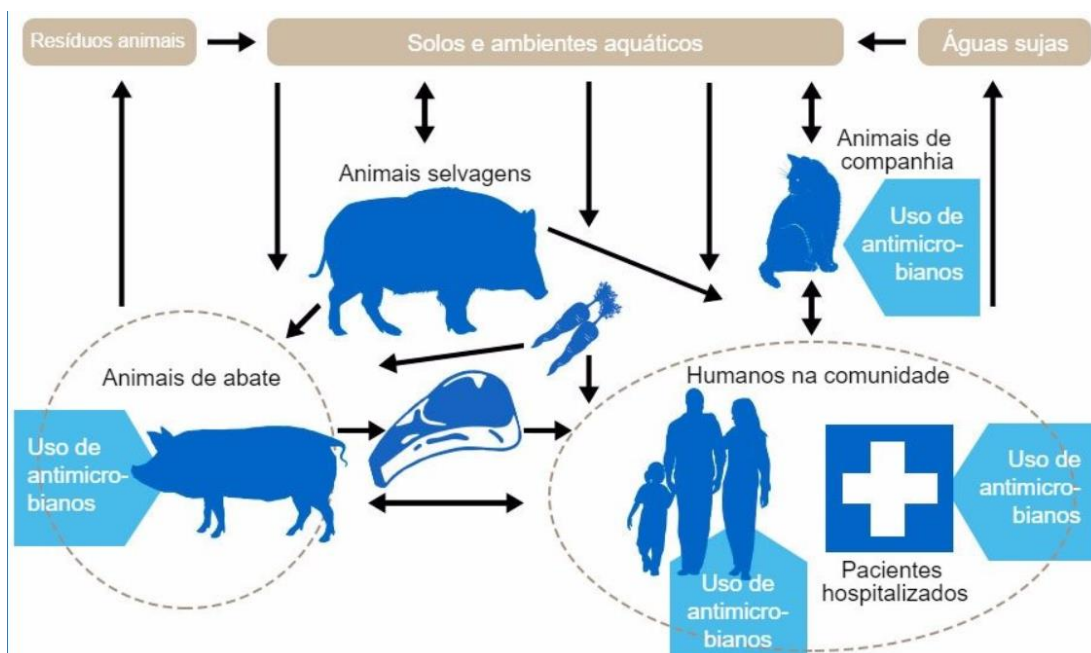 Resíduos animais
Solos e ambientes aquáticos
Águas sujas
Animais de
companhia
Animais selvagens
Uso de
antimicro-
bianos
Animais de abate
Humanos na comunidade
Uso de
antimicro-
bianos
Uso de
antimicro-
bianos
Pacientes
hospitalizados
Uso de
antimicro-
bianos